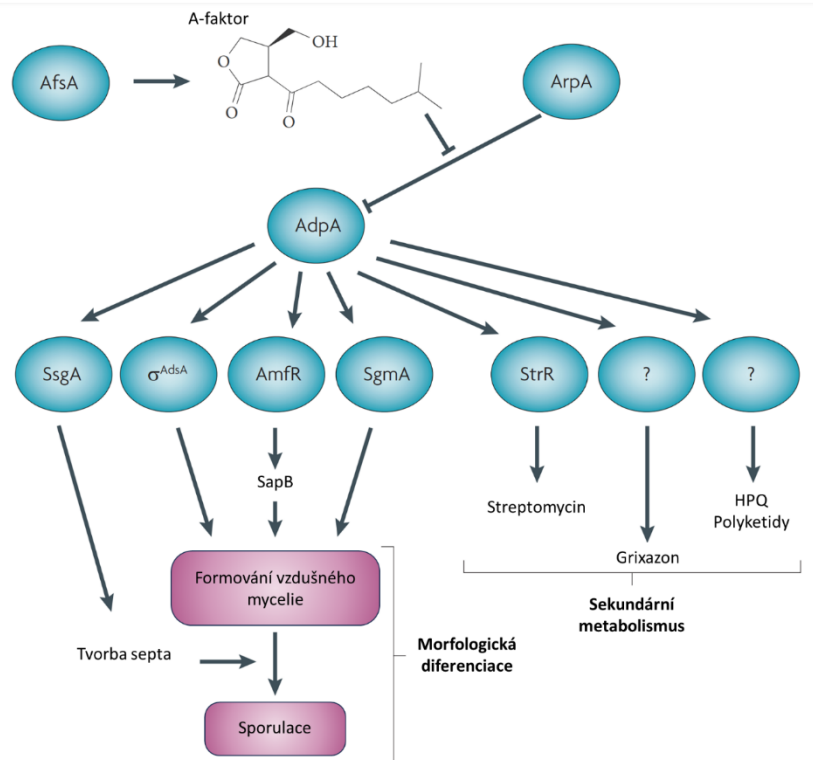 A-faktor
AfsA
OH
O
O
O
ArpA
AdpA
SsgA
σAdsA
AmfR
SgmA
StrR
?
?
SapB
Streptomycin
HPQ
Polyketidy
Grixazon
Formování vzdušného
mycelie
Sekundární
metabolismus
Tvorba septa
Morfologická
diferenciace
Sporulace